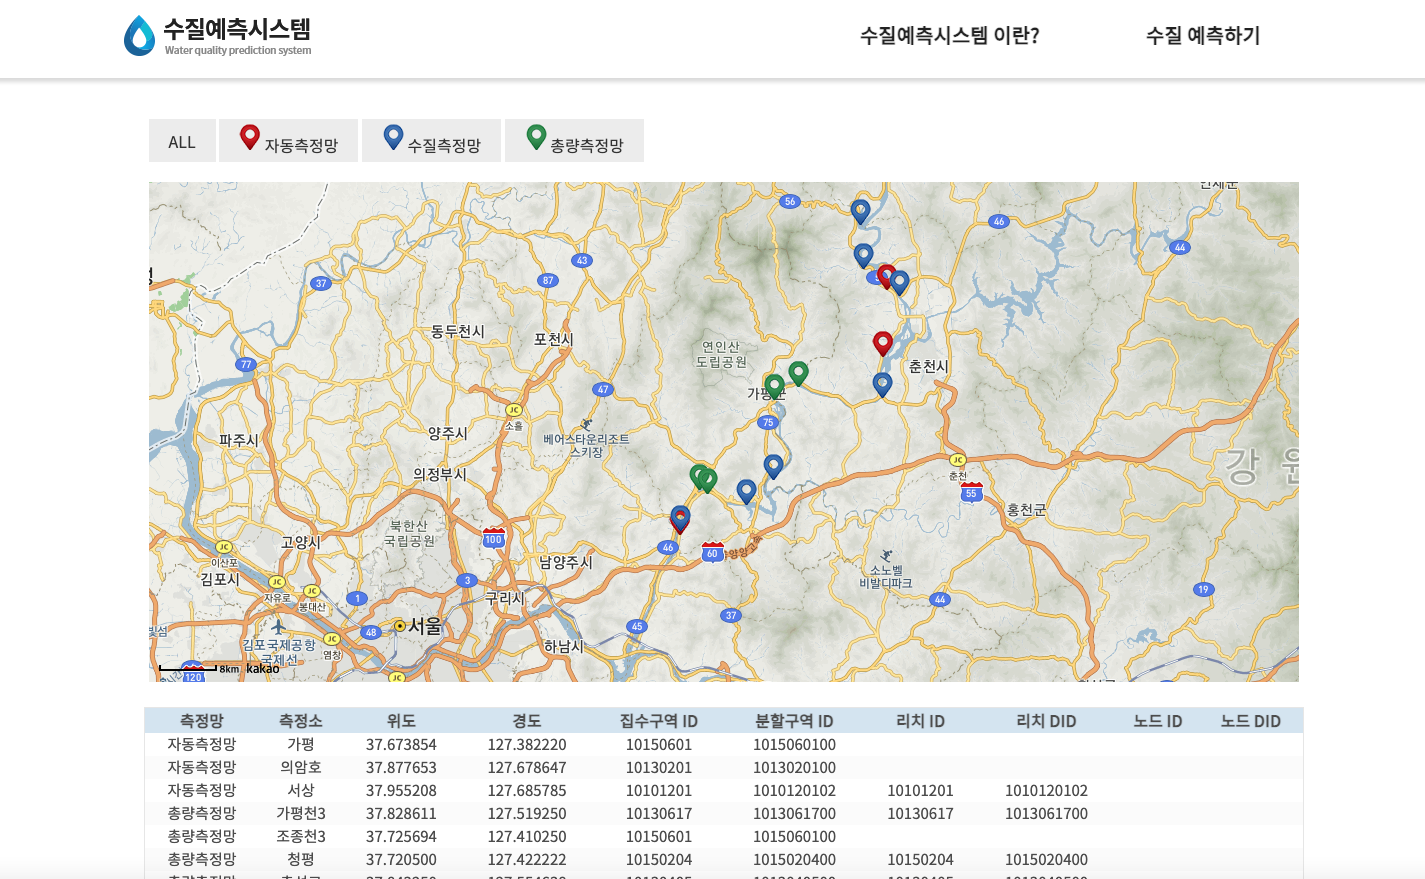 수질예측시스템
Water quality prediction system
수질예측시스템 이란?
수질 예측하기
ALL
자동측정망
수질측정망
총량측정망
56
46
44
43
87
37
동두천시
포천시
연인산
도립공원
77
춘천시
47
JC
소흘
75
파주시
양주시
베어스타운리조트
스키장
의정부시
JC
춘천
강 원
55
홍천군
북한산
국립공원
100
고양시
JC
이산포
46
60
김포시
남양주시
소노벨
비발디파크
JC
자유로
JC
봉대산
3
1
구리시
44
19
37
48
서울
45
JC
염창
김포국제공항
국제선
하남시
8km
kakao
120
JC
측정망 측정소 위도 경도 집수구역 ID 분할구역 ID 리치 ID 리치 DID 노드 ID 노드 DID
자동측정망 가평 37.673854 127.382220 10150601 1015060100
자동측정망 의암호 37.877653 127.678647 10130201 1013020100
자동측정망 서상 37.955208 127.685785 10101201 1010120102 10101201 1010120102
총량측정망 가평천3 37.828611 127.519250 10130617 1013061700 10130617 1013061700
총량측정망 조종천3 37.725694 127.410250 10150601 1015060100
총량측정망 청평 37.720500 127.422222 10150204 1015020400 10150204 1015020400